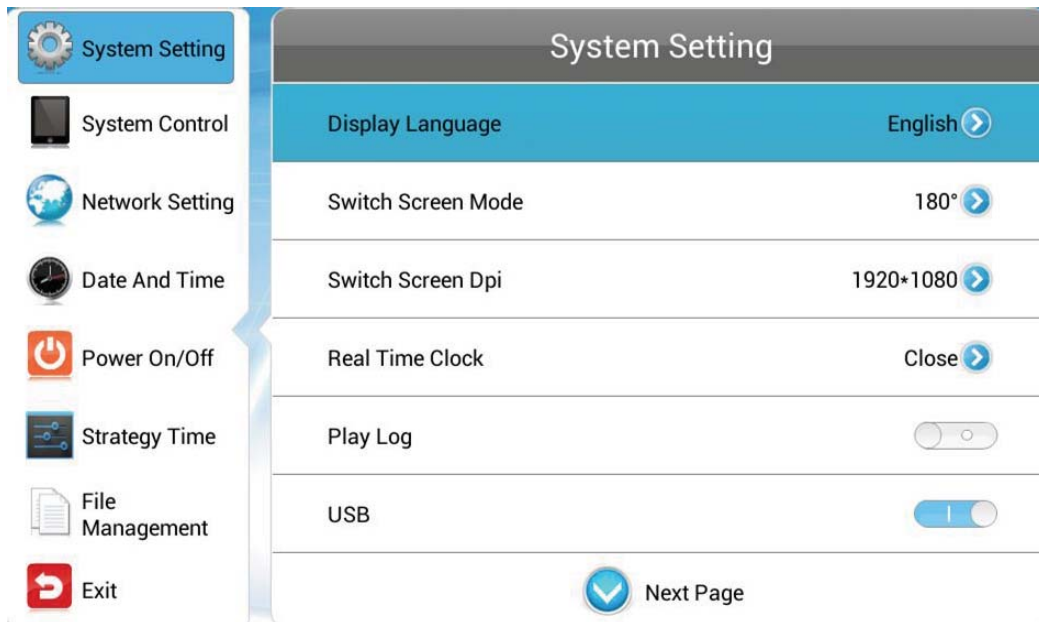 System Setting
System Control
Network Setting
Date And Time
Power On/Off
Strategy Time
File
Management
Exit
System Setting
Display Language English
Switch Screen Mode 180°
Switch Screen Dpi 1920*1080
Real Time Clock Close
Play Log
USB
Next Page